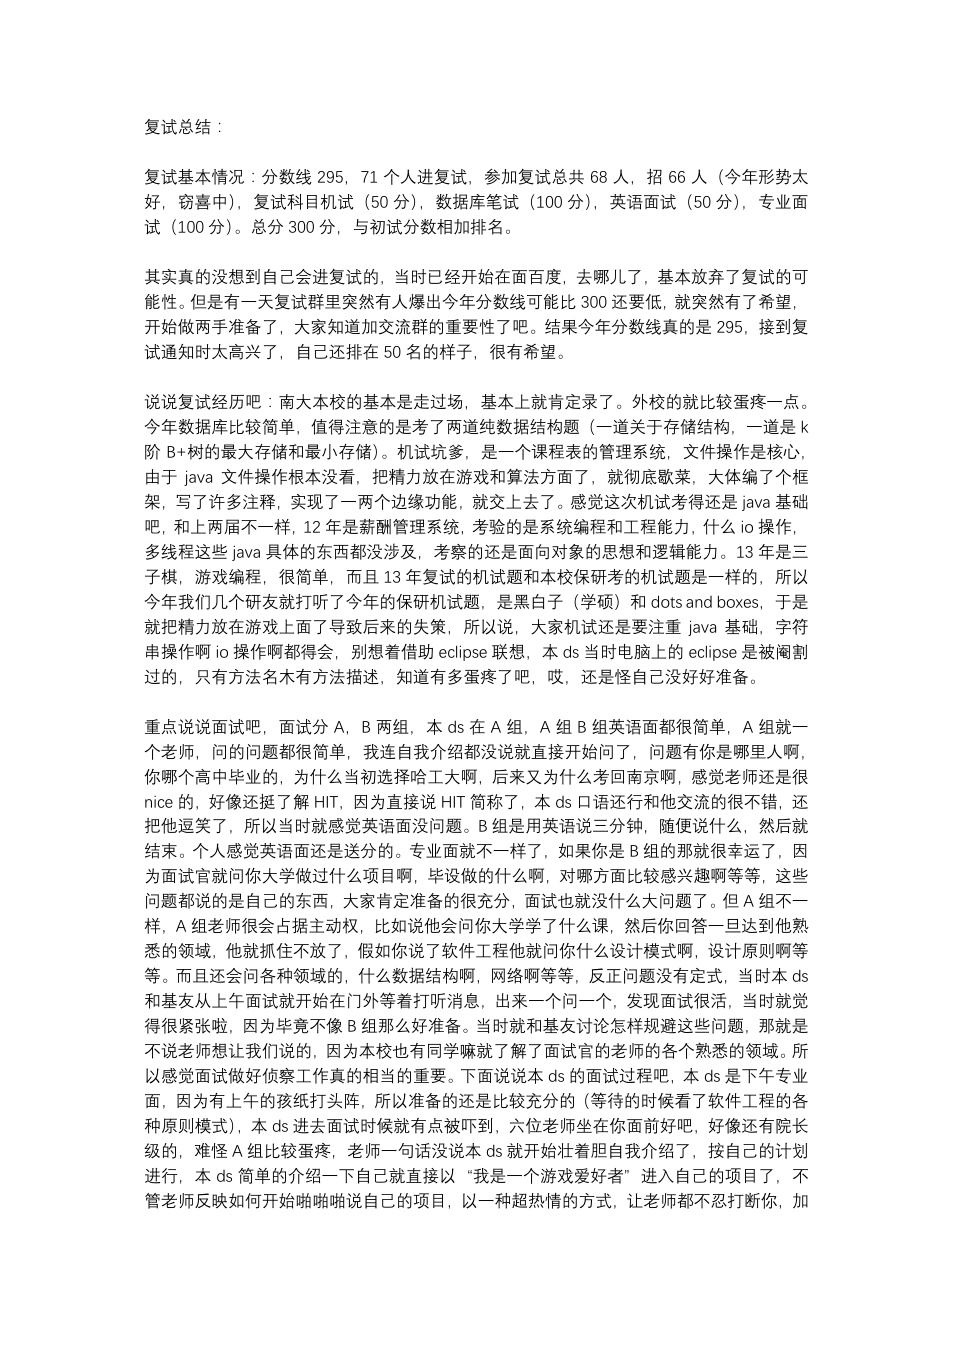 复试总结：
复试基本情况：分数线 295，71 个人进复试，参加复试总共 68 人，招 66 人（今年形势太
好，窃喜中），复试科目机试（50 分），数据库笔试（100 分），英语面试（50 分），专业面
试（100 分）。总分 300 分，与初试分数相加排名。
其实真的没想到自己会进复试的，当时已经开始在面百度，去哪儿了，基本放弃了复试的可
能性。但是有一天复试群里突然有人爆出今年分数线可能比 300 还要低，就突然有了希望，
开始做两手准备了，大家知道加交流群的重要性了吧。结果今年分数线真的是 295，接到复
试通知时太高兴了，自己还排在 50 名的样子，很有希望。
说说复试经历吧：南大本校的基本是走过场，基本上就肯定录了。外校的就比较蛋疼一点。
今年数据库比较简单，值得注意的是考了两道纯数据结构题（一道关于存储结构，一道是 k
阶 B+树的最大存储和最小存储）。机试坑爹，是一个课程表的管理系统，文件操作是核心，
由于 java 文件操作根本没看，把精力放在游戏和算法方面了，就彻底歇菜，大体编了个框
架，写了许多注释，实现了一两个边缘功能，就交上去了。感觉这次机试考得还是 java 基础
吧，和上两届不一样，12 年是薪酬管理系统，考验的是系统编程和工程能力，什么 io 操作，
多线程这些 java 具体的东西都没涉及，考察的还是面向对象的思想和逻辑能力。13 年是三
子棋，游戏编程，很简单，而且 13 年复试的机试题和本校保研考的机试题是一样的，所以
今年我们几个研友就打听了今年的保研机试题，是黑白子（学硕）和 dots and boxes，于是
就把精力放在游戏上面了导致后来的失策，所以说，大家机试还是要注重 java 基础，字符
串操作啊 io 操作啊都得会，别想着借助 eclipse 联想，本 ds 当时电脑上的 eclipse 是被阉割
过的，只有方法名木有方法描述，知道有多蛋疼了吧，哎，还是怪自己没好好准备。
重点说说面试吧，面试分 A，B 两组，本 ds 在 A 组，A 组 B 组英语面都很简单，A 组就一
个老师，问的问题都很简单，我连自我介绍都没说就直接开始问了，问题有你是哪里人啊，
你哪个高中毕业的，为什么当初选择哈工大啊，后来又为什么考回南京啊，感觉老师还是很
nice 的，好像还挺了解 HIT，因为直接说 HIT 简称了，本 ds 口语还行和他交流的很不错，还
把他逗笑了，所以当时就感觉英语面没问题。B 组是用英语说三分钟，随便说什么，然后就
结束。个人感觉英语面还是送分的。专业面就不一样了，如果你是 B 组的那就很幸运了，因
为面试官就问你大学做过什么项目啊，毕设做的什么啊，对哪方面比较感兴趣啊等等，这些
问题都说的是自己的东西，大家肯定准备的很充分，面试也就没什么大问题了。但 A 组不一
样，A 组老师很会占据主动权，比如说他会问你大学学了什么课，然后你回答一旦达到他熟
悉的领域，他就抓住不放了，假如你说了软件工程他就问你什么设计模式啊，设计原则啊等
等。而且还会问各种领域的，什么数据结构啊，网络啊等等，反正问题没有定式，当时本 ds
和基友从上午面试就开始在门外等着打听消息，出来一个问一个，发现面试很活，当时就觉
得很紧张啦，因为毕竟不像 B 组那么好准备。当时就和基友讨论怎样规避这些问题，那就是
不说老师想让我们说的，因为本校也有同学嘛就了解了面试官的老师的各个熟悉的领域。所
以感觉面试做好侦察工作真的相当的重要。下面说说本 ds 的面试过程吧，本 ds 是下午专业
面，因为有上午的孩纸打头阵，所以准备的还是比较充分的（等待的时候看了软件工程的各
种原则模式），本 ds 进去面试时候就有点被吓到，六位老师坐在你面前好吧，好像还有院长
级的，难怪 A 组比较蛋疼，老师一句话没说本 ds 就开始壮着胆自我介绍了，按自己的计划
进行，本 ds 简单的介绍一下自己就直接以 “我是一个游戏爱好者” 进入自己的项目了，不
管老师反映如何开始啪啪啪说自己的项目，以一种超热情的方式，让老师都不忍打断你，加